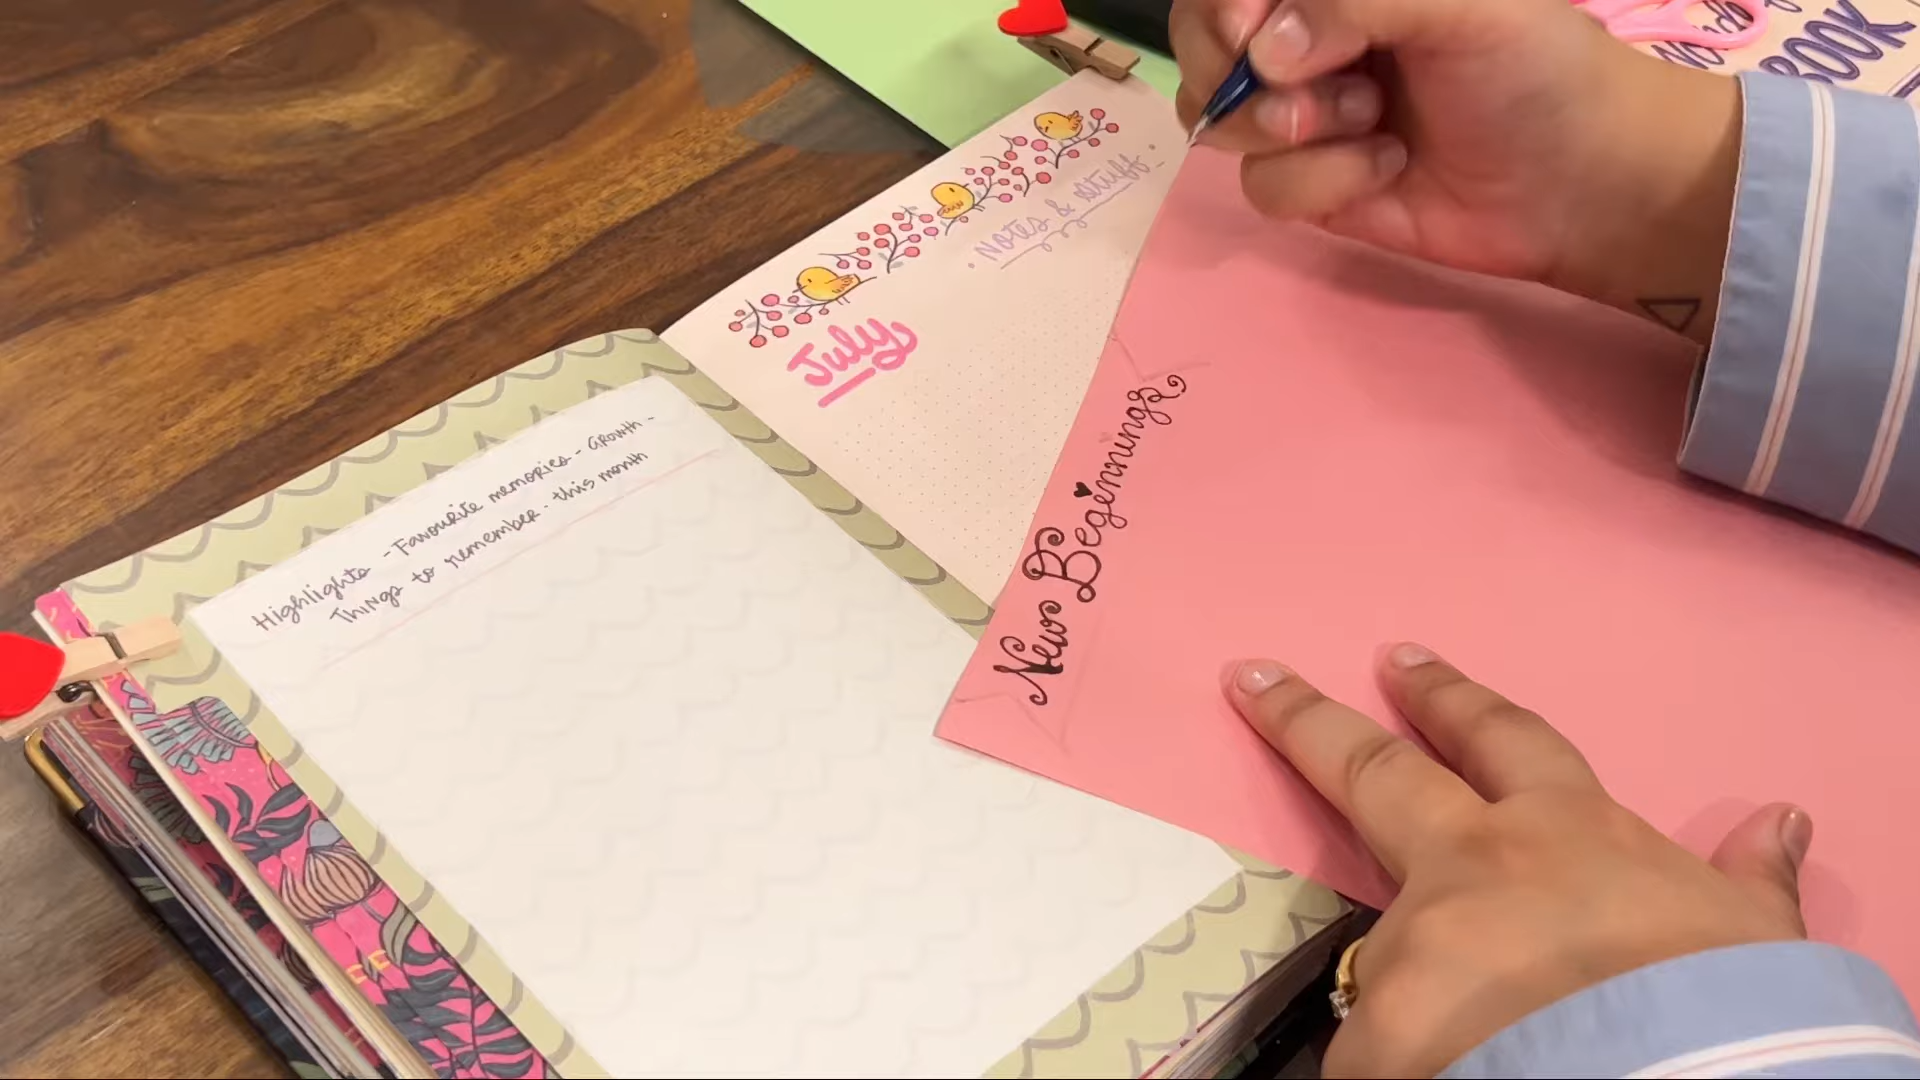 Notes & stuff
July
Highlights - Favourite memories - Growth -
Things to remember - this month
New Beginnings
BOOK